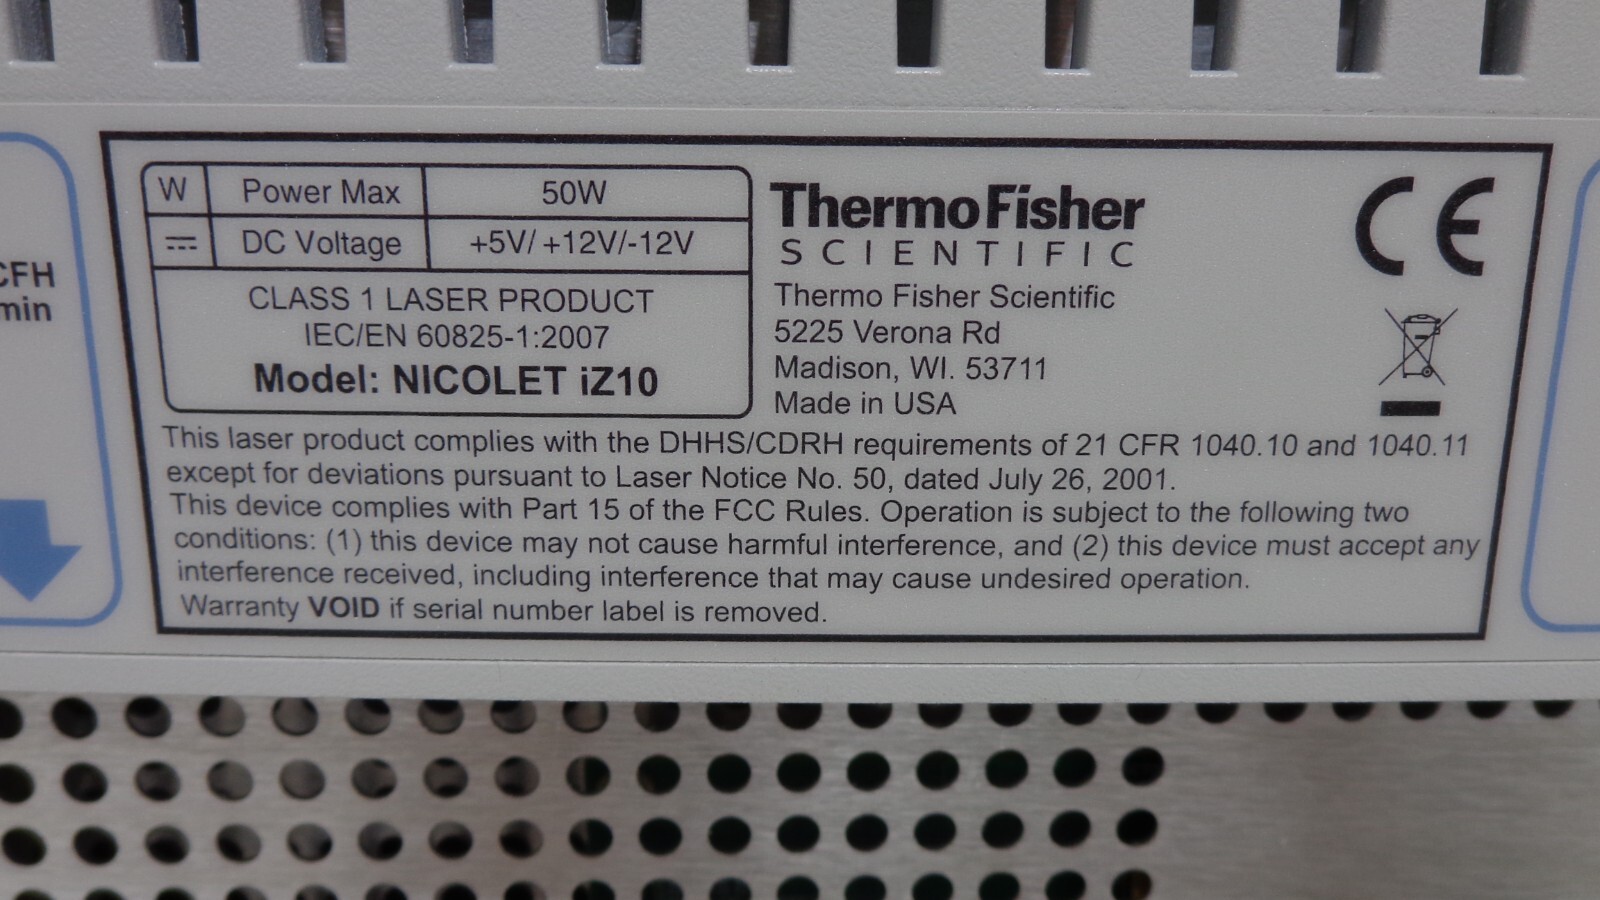 CFH
min
W Power Max 50W
DC Voltage +5V/ +12V/-12V
CLASS 1 LASER PRODUCT
IEC/EN 60825-1:2007
Model: NICOLET iZ10
ThermoFisher
SCIENTIFIC
Thermo Fisher Scientific
5225 Verona Rd
Madison, WI. 53711
Made in USA
CE
This laser product complies with the DHHS/CDRH requirements of 21 CFR 1040.10 and 1040.11
except for deviations pursuant to Laser Notice No. 50, dated July 26, 2001.
This device complies with Part 15 of the FCC Rules. Operation is subject to the following two
conditions: (1) this device may not cause harmful interference, and (2) this device must accept any
interference received, including interference that may cause undesired operation.
Warranty VOID if serial number label is removed.